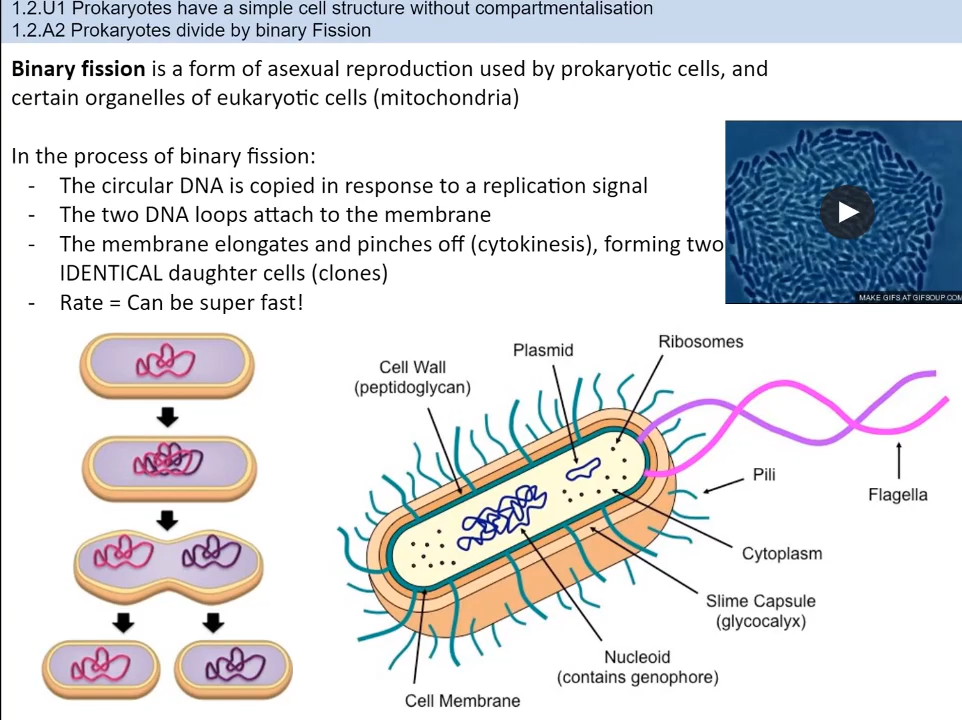 1.2.U1 Prokaryotes have a simple cell structure without compartmentalisation
1.2.A2 Prokaryotes divide by binary Fission
Binary fission is a form of asexual reproduction used by prokaryotic cells, and
certain organelles of eukaryotic cells (mitochondria)
In the process of binary fission:
- The circular DNA is copied in response to a replication signal
- The two DNA loops attach to the membrane
- The membrane elongates and pinches off (cytokinesis), forming two
IDENTICAL daughter cells (clones)
- Rate = Can be super fast!
MAKE GIFS AT GIFSOUP.COM
Ribosomes
Plasmid
Cell Wall
(peptidoglycan)
Pili
Flagella
Cytoplasm
Slime Capsule
(glycocalyx)
Nucleoid
(contains genophore)
Cell Membrane